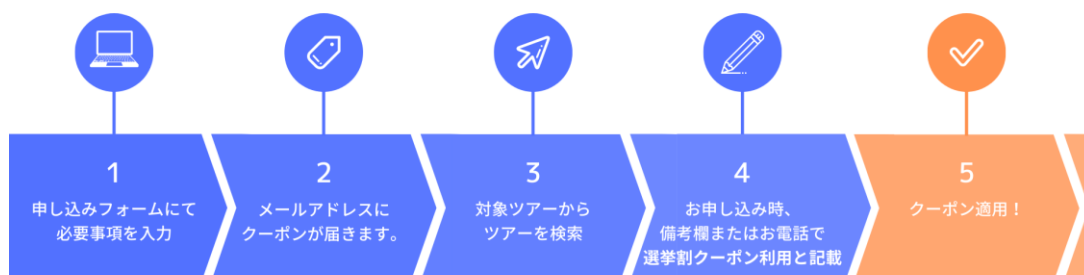 1
申し込みフォームにて
必要事項を入力
2
メールアドレスに
クーポンが届きます。
3
対象ツアーから
ツアーを検索
4
お申し込み時、
備考欄またはお電話で
選挙割クーポン利用と記載
5
クーポン適用！